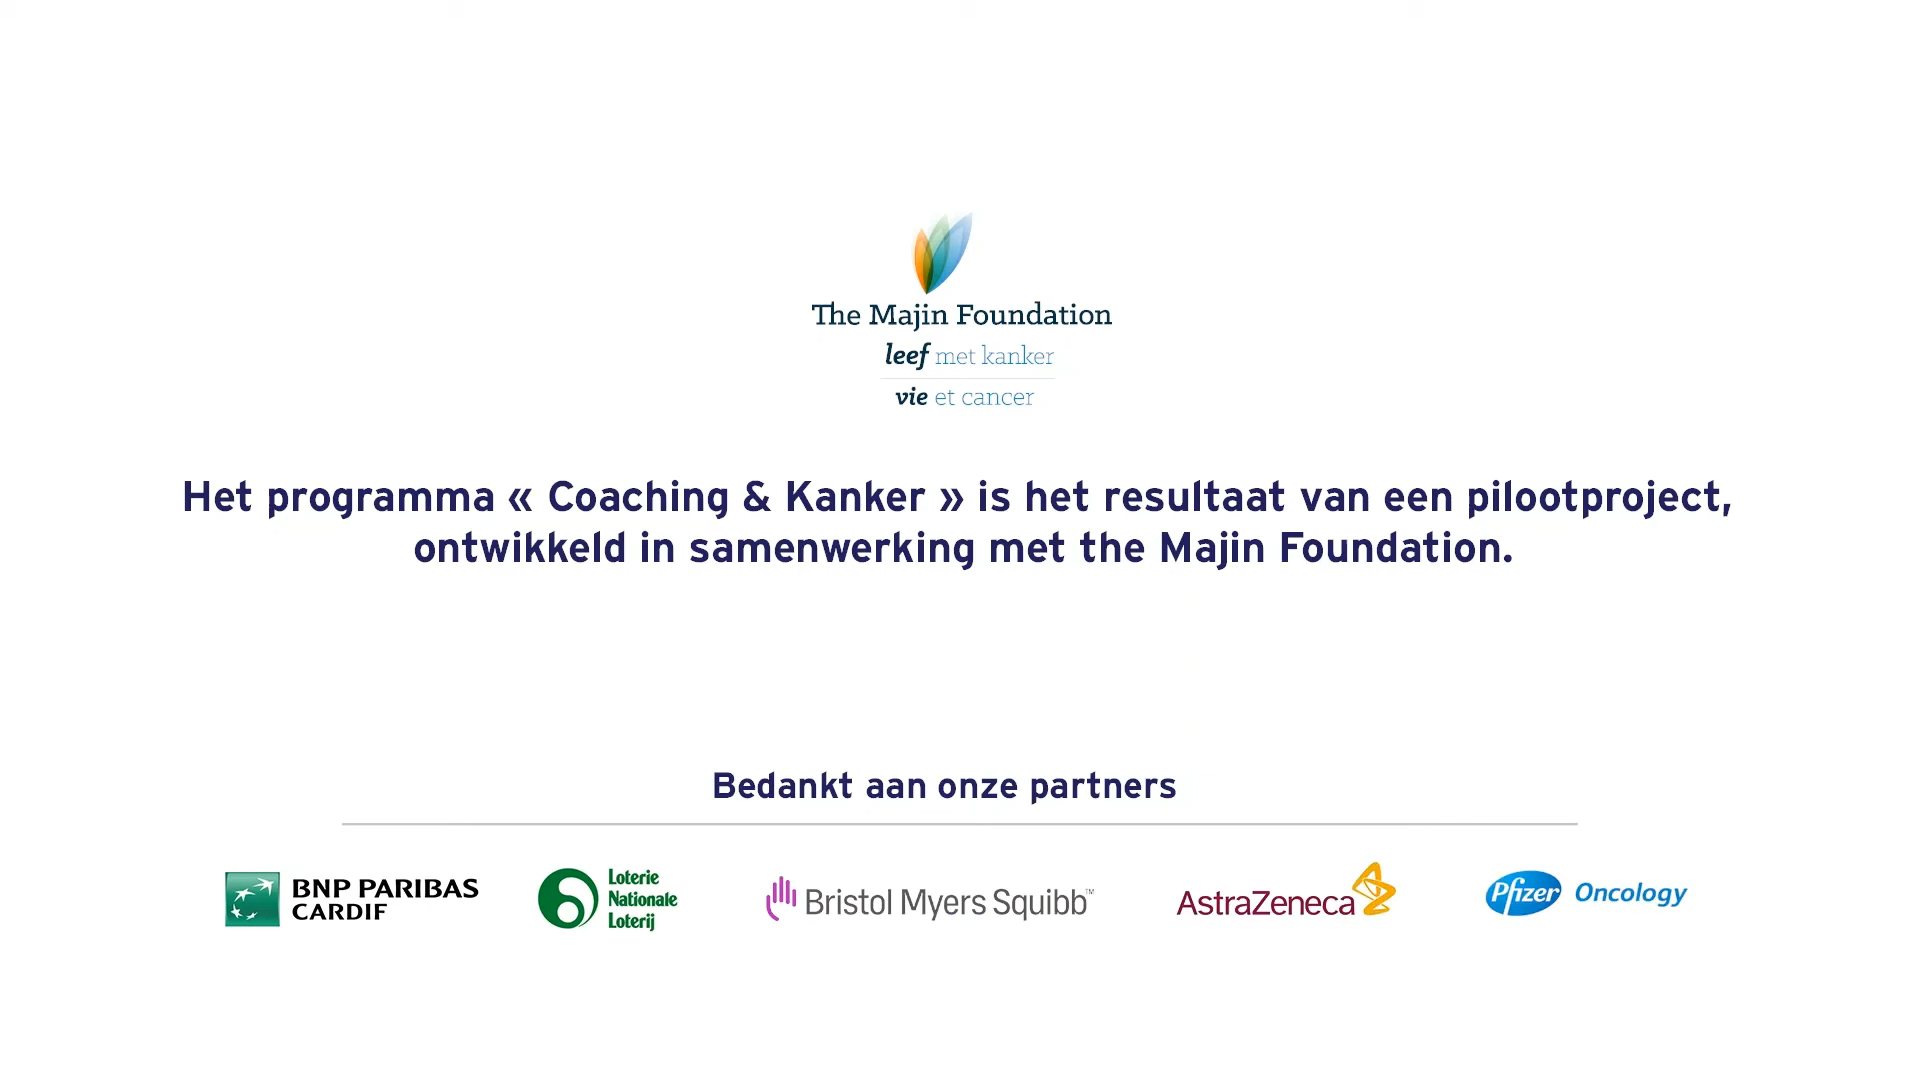 The Majin Foundation
leef met kanker
vie et cancer
Het programma « Coaching & Kanker » is het resultaat van een pilootproject,
ontwikkeld in samenwerking met the Majin Foundation.
Bedankt aan onze partners
BNP PARIBAS
CARDIF
Loterie
Nationale
Loterij
Bristol Myers Squibb™
AstraZeneca
Pfizer Oncology